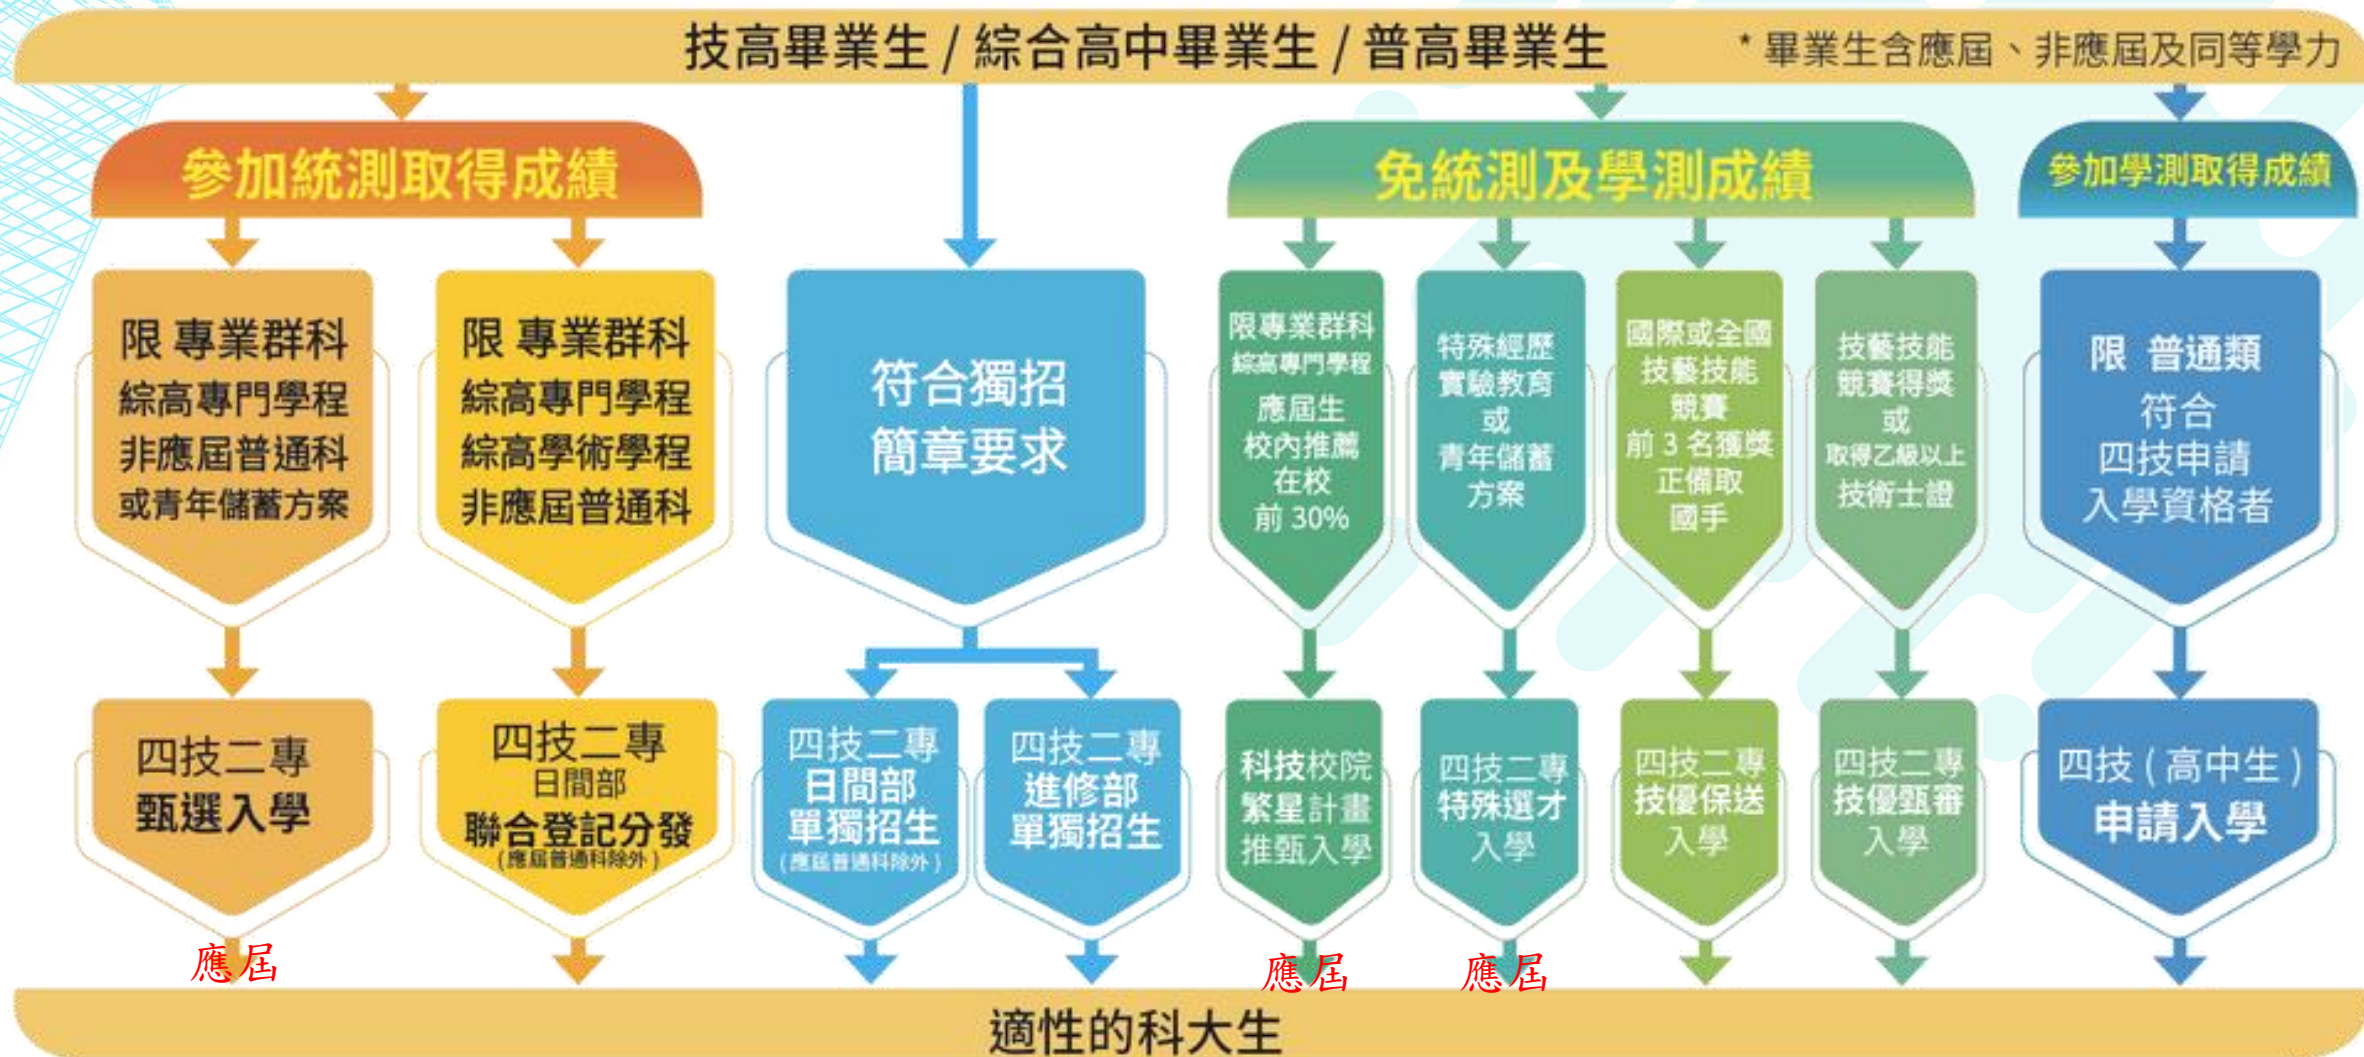 技高畢業生 / 綜合高中畢業生 / 普高畢業生
* 畢業生含應屆、非應屆及同等學力
參加統測取得成績
免統測及學測成績
參加學測取得成績
限 專業群科
綜高專門學程
非應屆普通科
或青年儲蓄方案
限 專業群科
綜高專門學程
綜高學術學程
非應屆普通科
符合獨招
簡章要求
限專業群科
綜高專門學程
應屆生
校內推薦
在校
前 30%
特殊經歷
實驗教育
或
青年儲蓄
方案
國際或全國
技藝技能
競賽
前 3 名獲獎
正備取
國手
技藝技能
競賽得獎
或
取得乙級以上
技術士證
限 普通類
符合
四技申請
入學資格者
四技二專
甄選入學
四技二專
日間部
聯合登記分發
(應屆普通科除外)
四技二專
日間部
單獨招生
(應屆普通科除外)
四技二專
進修部
單獨招生
科技校院
繁星計畫
推甄入學
四技二專
特殊選才
入學
四技二專
技優保送
入學
四技二專
技優甄審
入學
四技 ( 高中生 )
申請入學
應屆
應屆
應屆
適性的科大生